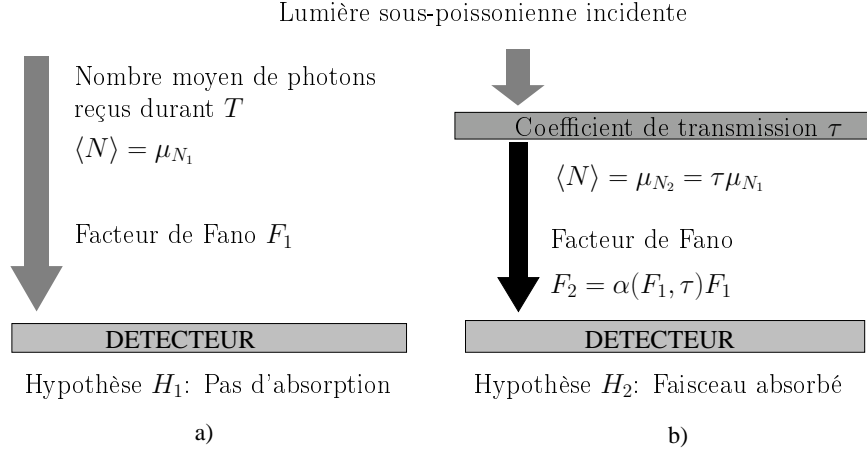 Lumière sous-poissonienne incidente
Nombre moyen de photons
reçus durant T
⟨N⟩ = μ_{N_1}
Facteur de Fano F_1
DETECTEUR
Hypothèse H_1: Pas d'absorption
a)
Coefficient de transmission τ
⟨N⟩ = μ_{N_2} = τμ_{N_1}
Facteur de Fano
F_2 = α(F_1, τ)F_1
DETECTEUR
Hypothèse H_2: Faisceau absorbé
b)